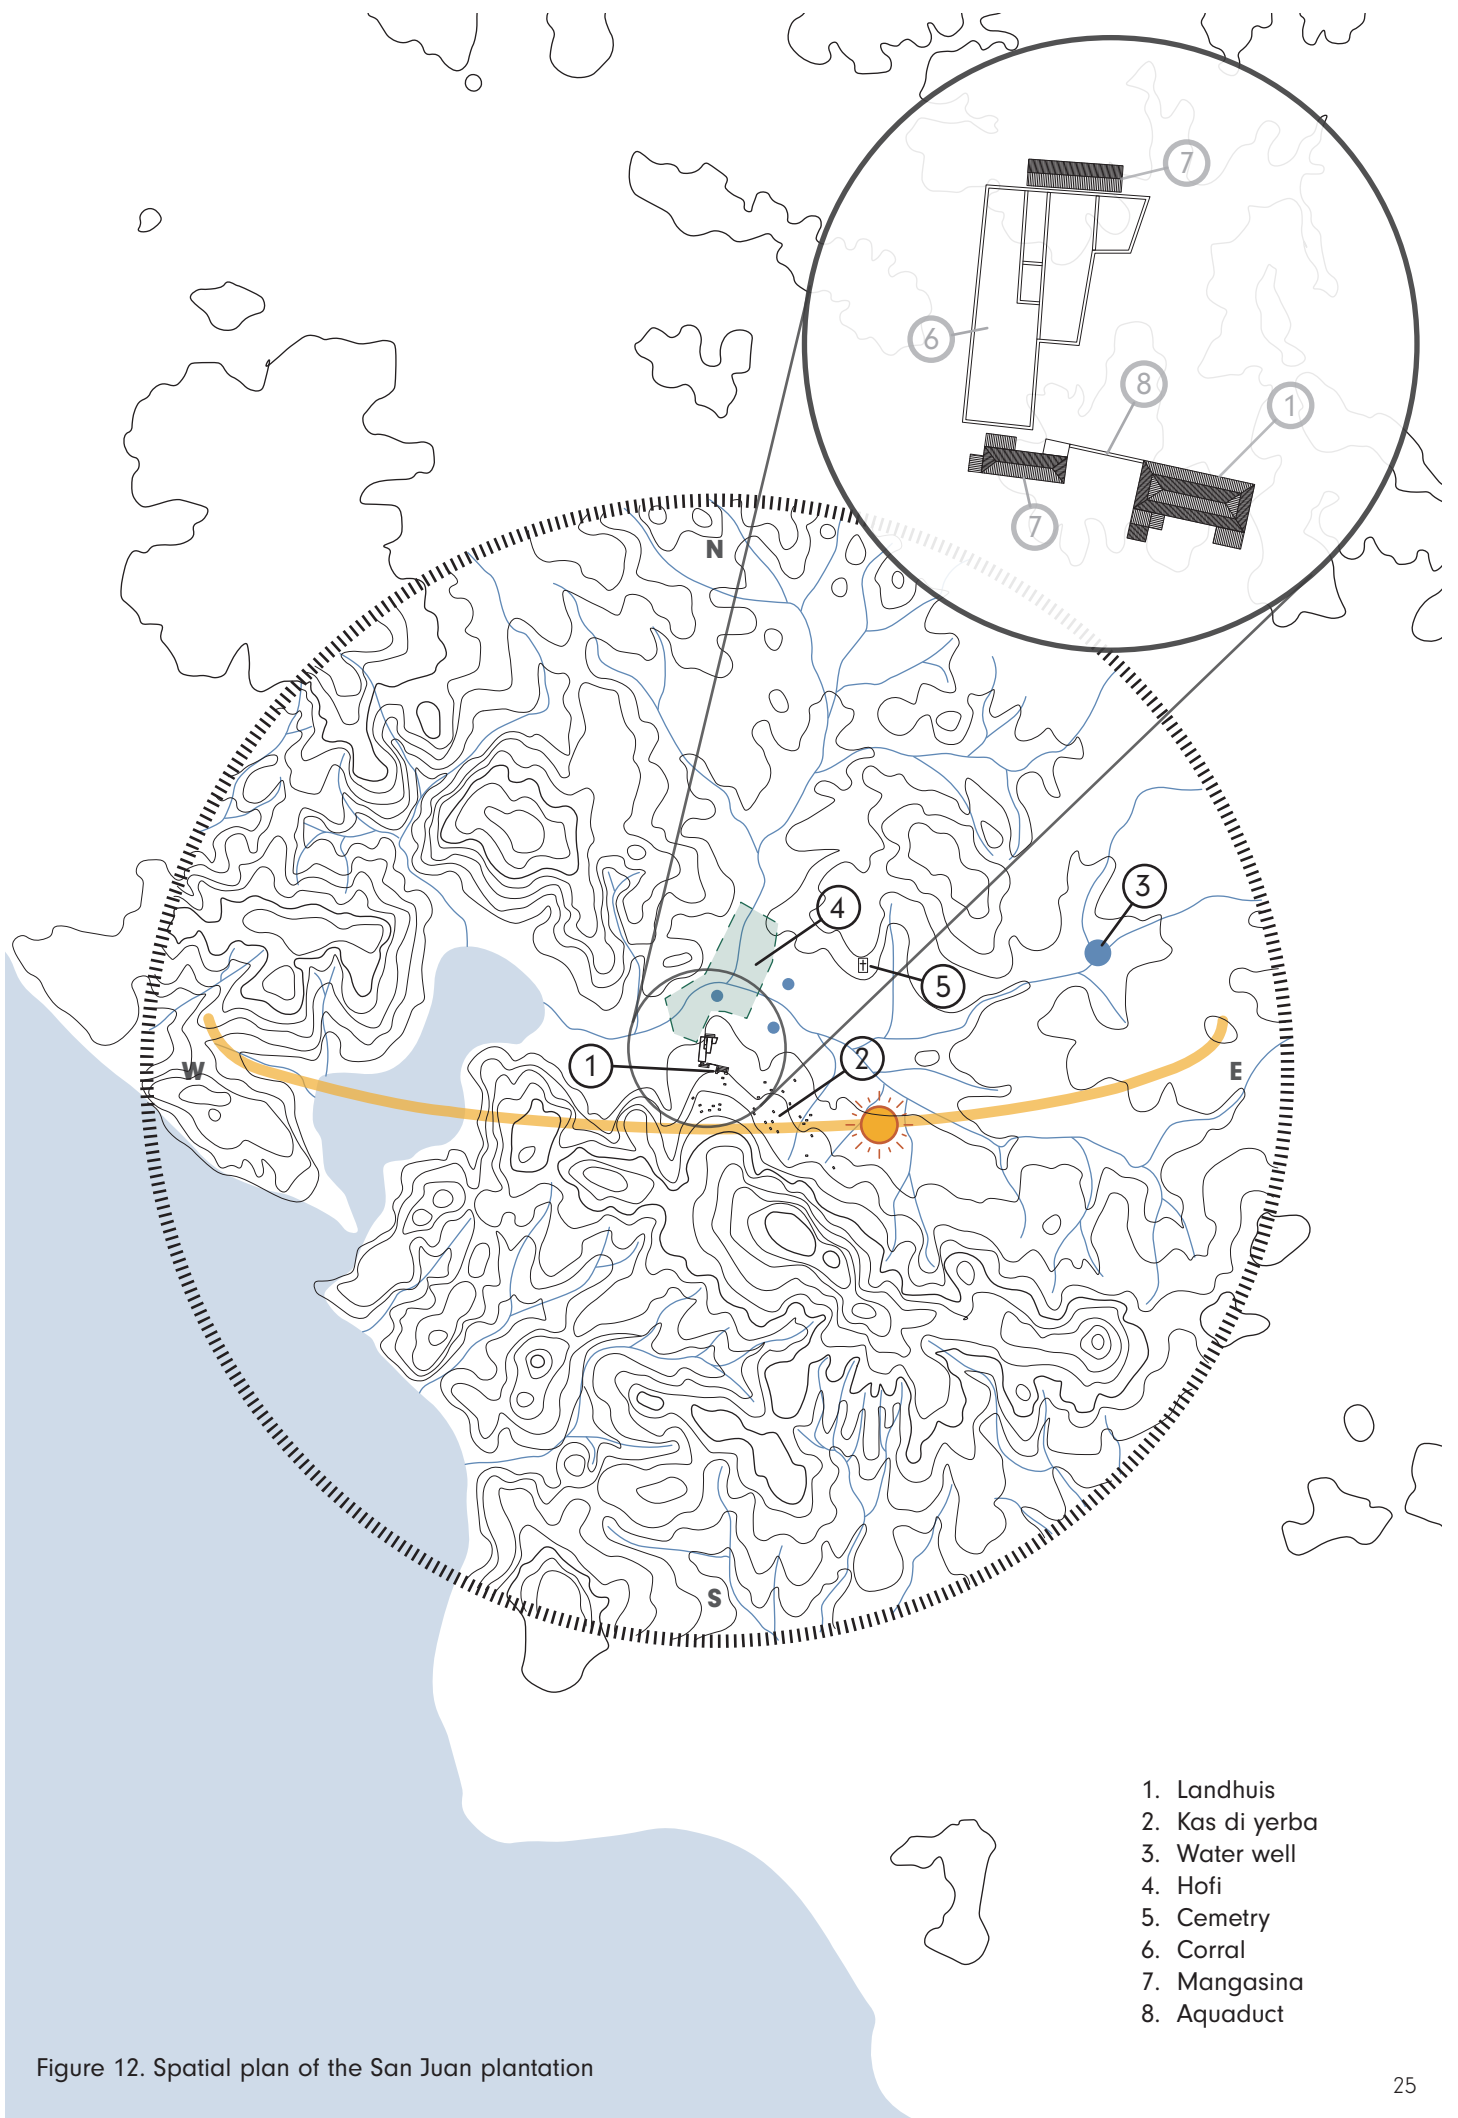 7
6
8
1
7
N
3
4
5
2
1
W
E
S
1. Landhuis
2. Kas di yerba
3. Water well
4. Hofi
5. Cemetry
6. Corral
7. Mangasina
8. Aquaduct
Figure 12. Spatial plan of the San Juan plantation
25